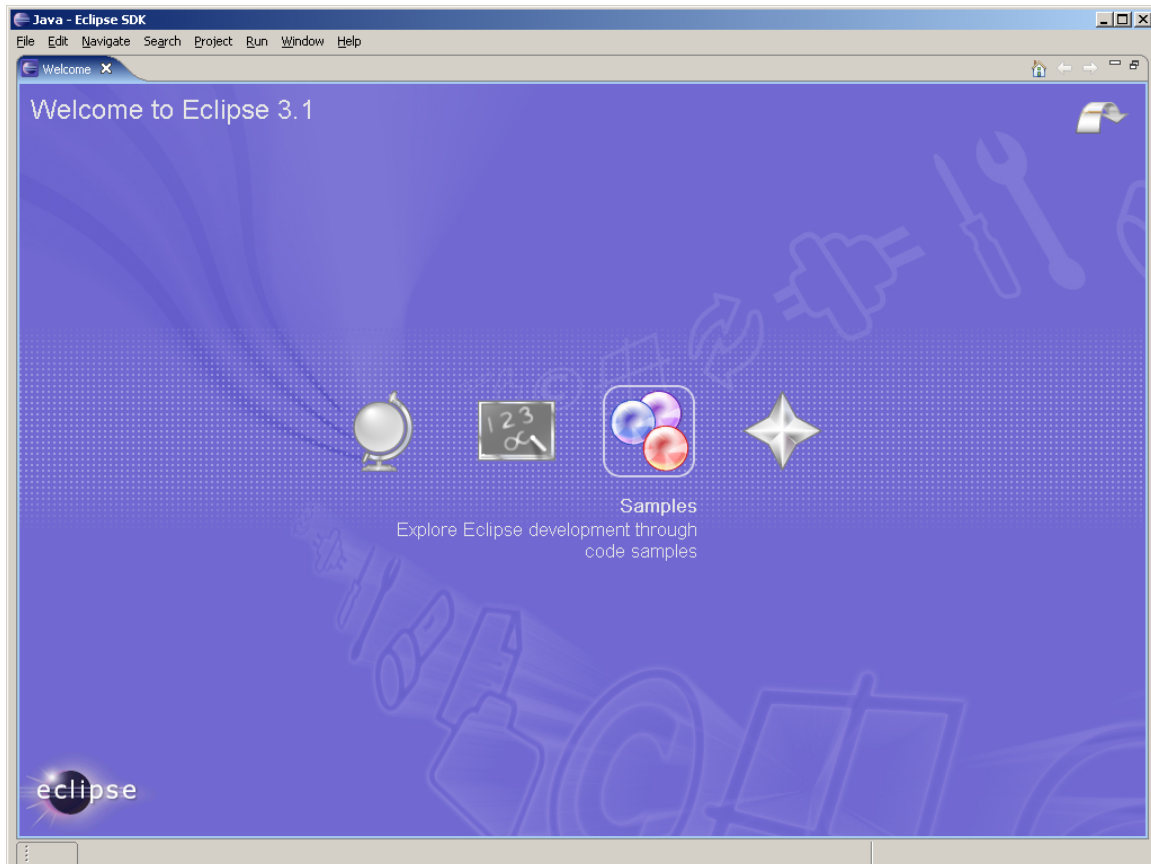 Java - Eclipse SDK
File Edit Navigate Search Project Run Window Help
Welcome
Welcome to Eclipse 3.1
123
Samples
Explore Eclipse development through
code samples
eclipse